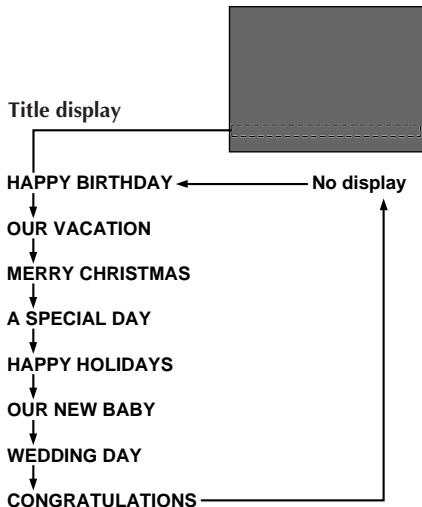 Title display
HAPPY BIRTHDAY No display
OUR VACATION
MERRY CHRISTMAS
A SPECIAL DAY
HAPPY HOLIDAYS
OUR NEW BABY
WEDDING DAY
CONGRATULATIONS